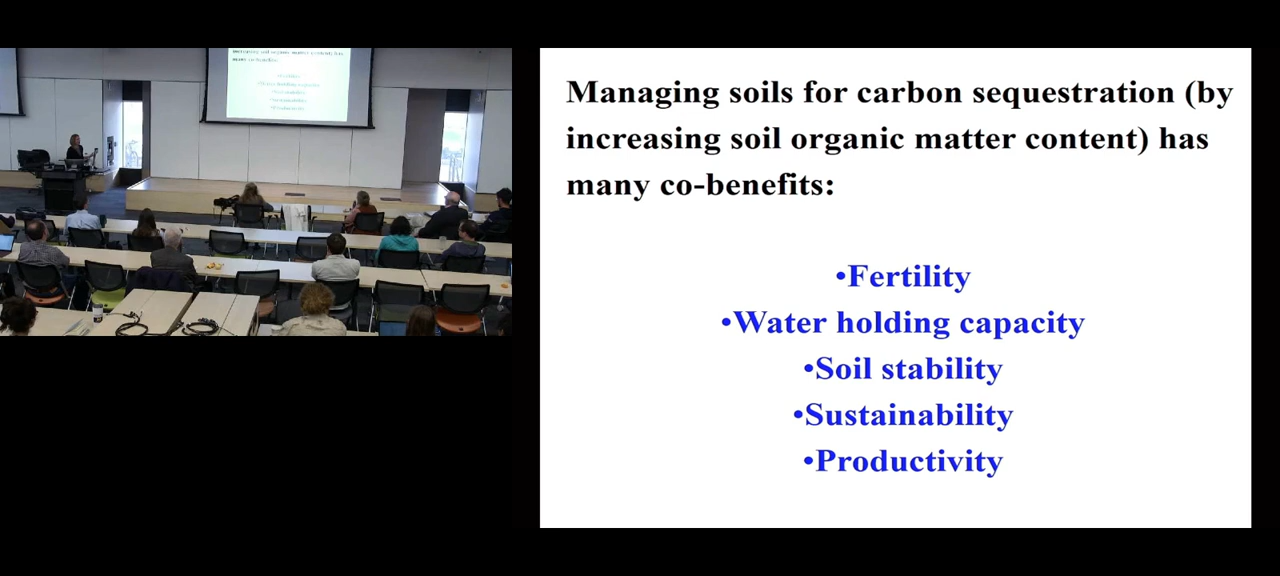 Managing soils for carbon sequestration (by
increasing soil organic matter content) has
many co-benefits:
•Fertility
•Water holding capacity
•Soil stability
•Sustainability
•Productivity